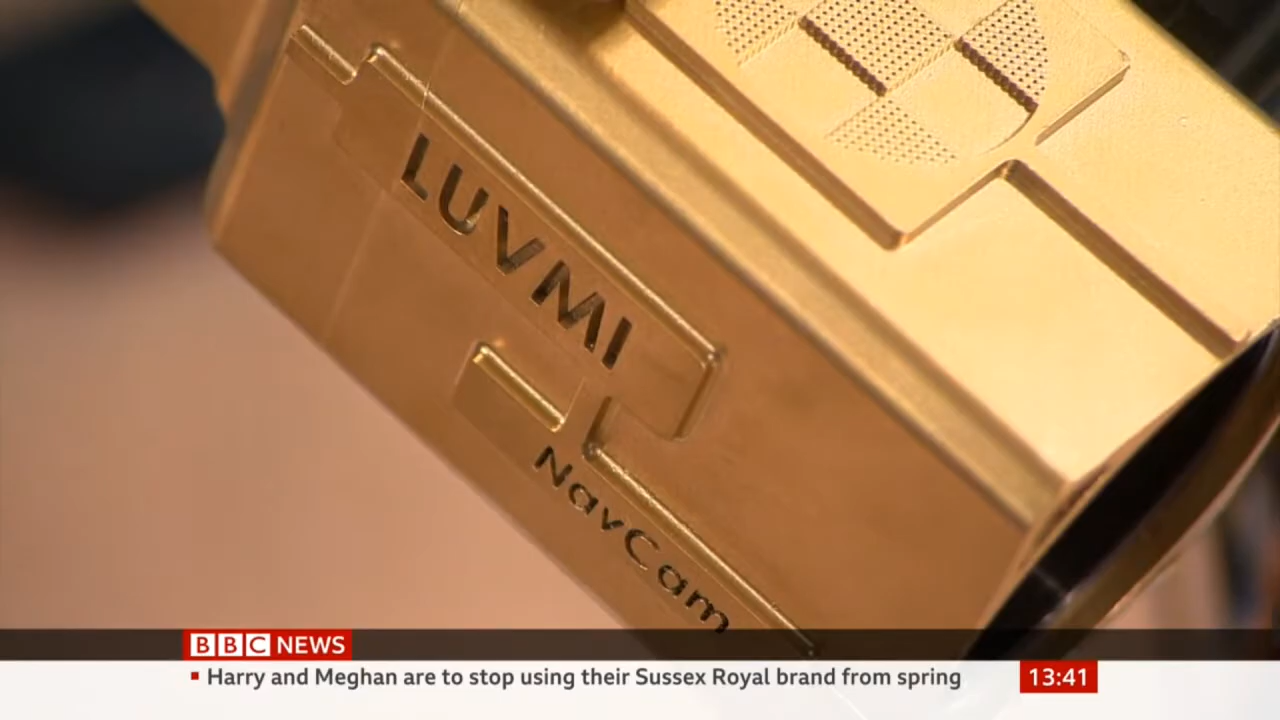 LUVMI
NavCam
BBC NEWS
Harry and Meghan are to stop using their Sussex Royal brand from spring
13:41